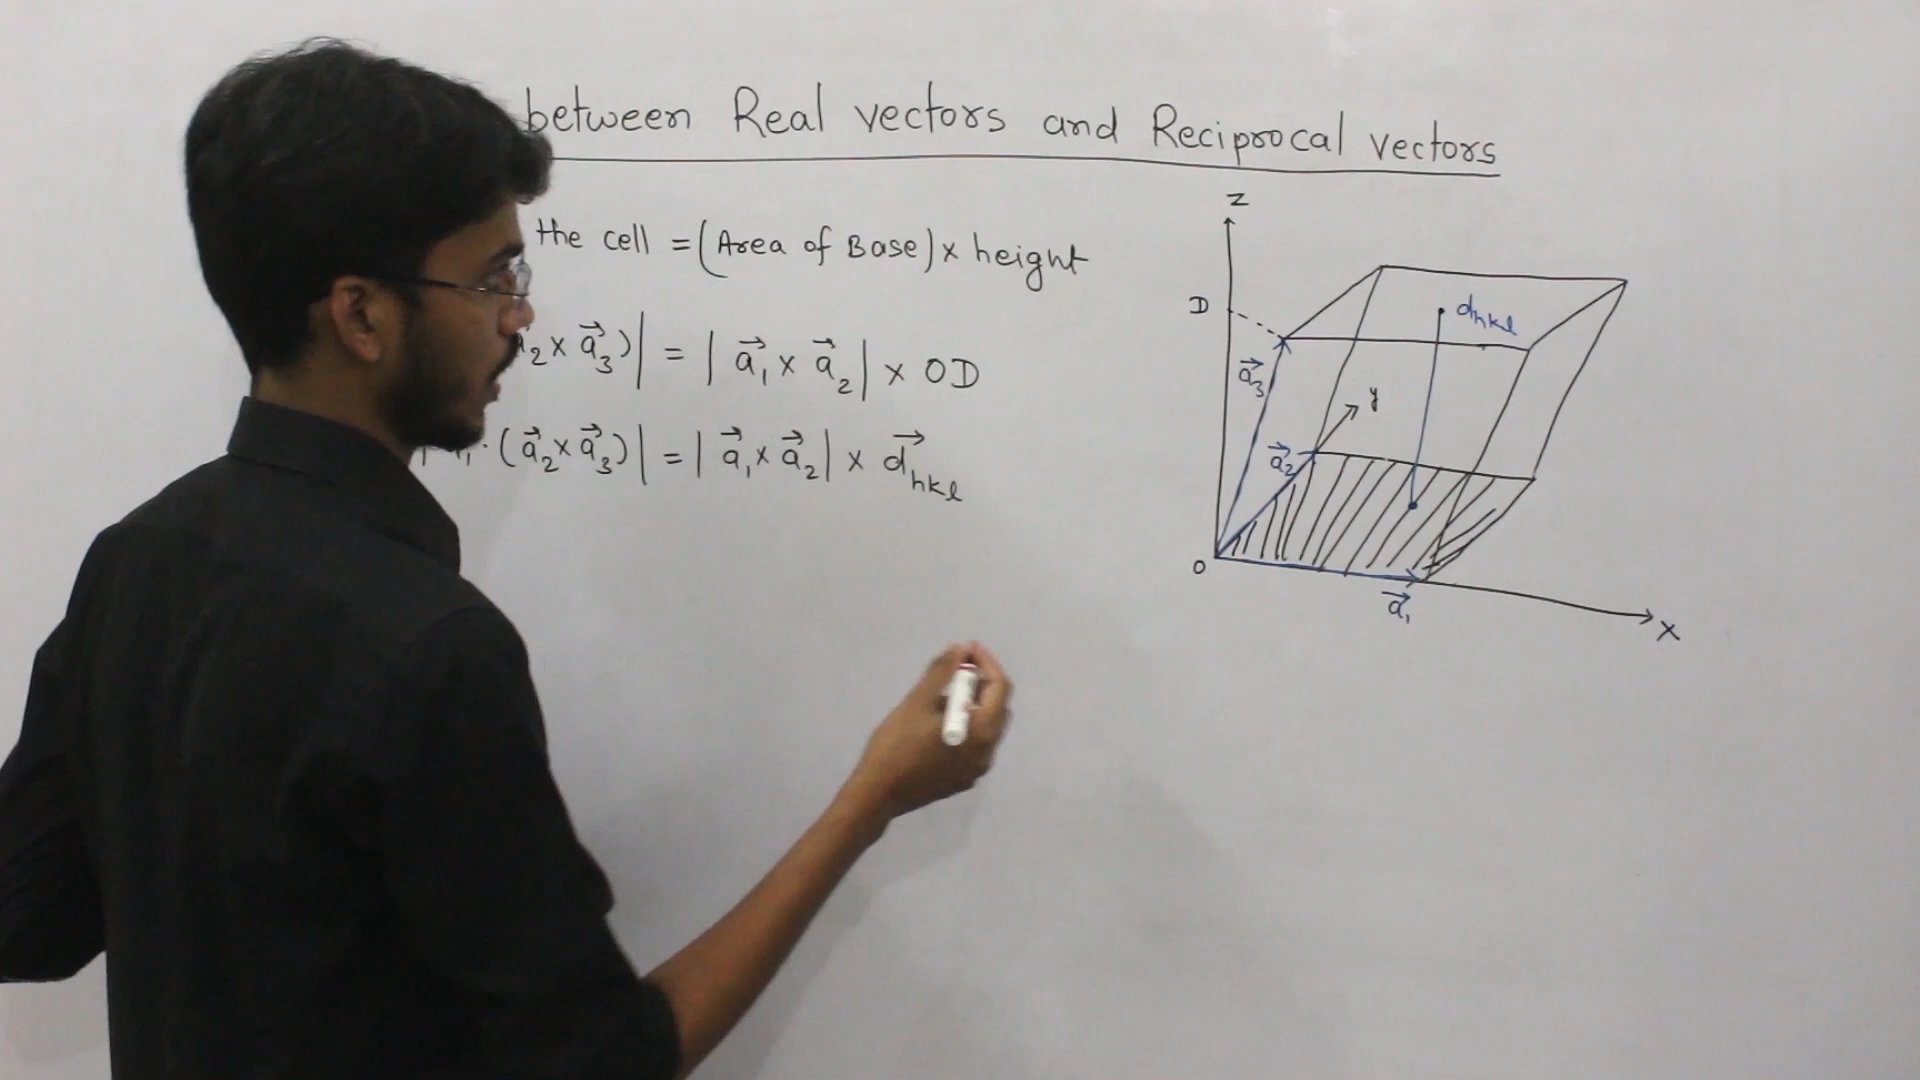 between Real vectors and Reciprocal vectors
the cell = (Area of Base) × height
a⃗₂ × a⃗₃)| = | a⃗₁ × a⃗₂ | × OD
· (a⃗₂ × a⃗₃)| = | a⃗₁ × a⃗₂ | × d⃗hkl
Z
D
dhkl
a⃗₃
y
a⃗₂
O
a⃗₁
X